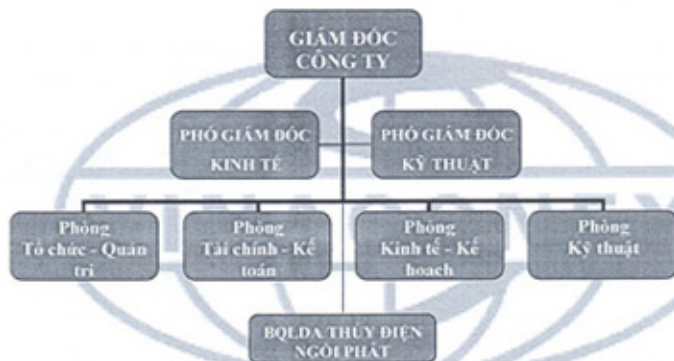 GIÁM ĐỐC
CÔNG TY
PHÓ GIÁM ĐỐC
KINH TẾ
PHÓ GIÁM ĐỐC
KỸ THUẬT
Phòng
Tổ chức - Quản
trị
Phòng
Tài chính - Kế
toán
Phòng
Kinh tế - Kế
hoạch
Phòng
Kỹ thuật
BQLDA THỦY ĐIỆN
NGÒI PHÁT